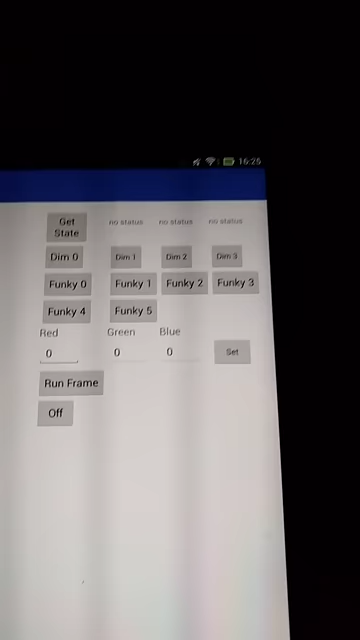 16:25
Get State no status no status no status
Dim 0 Dim 1 Dim 2 Dim 3
Funky 0 Funky 1 Funky 2 Funky 3
Funky 4 Funky 5
Red Green Blue
0 0 0 Set
Run Frame
Off